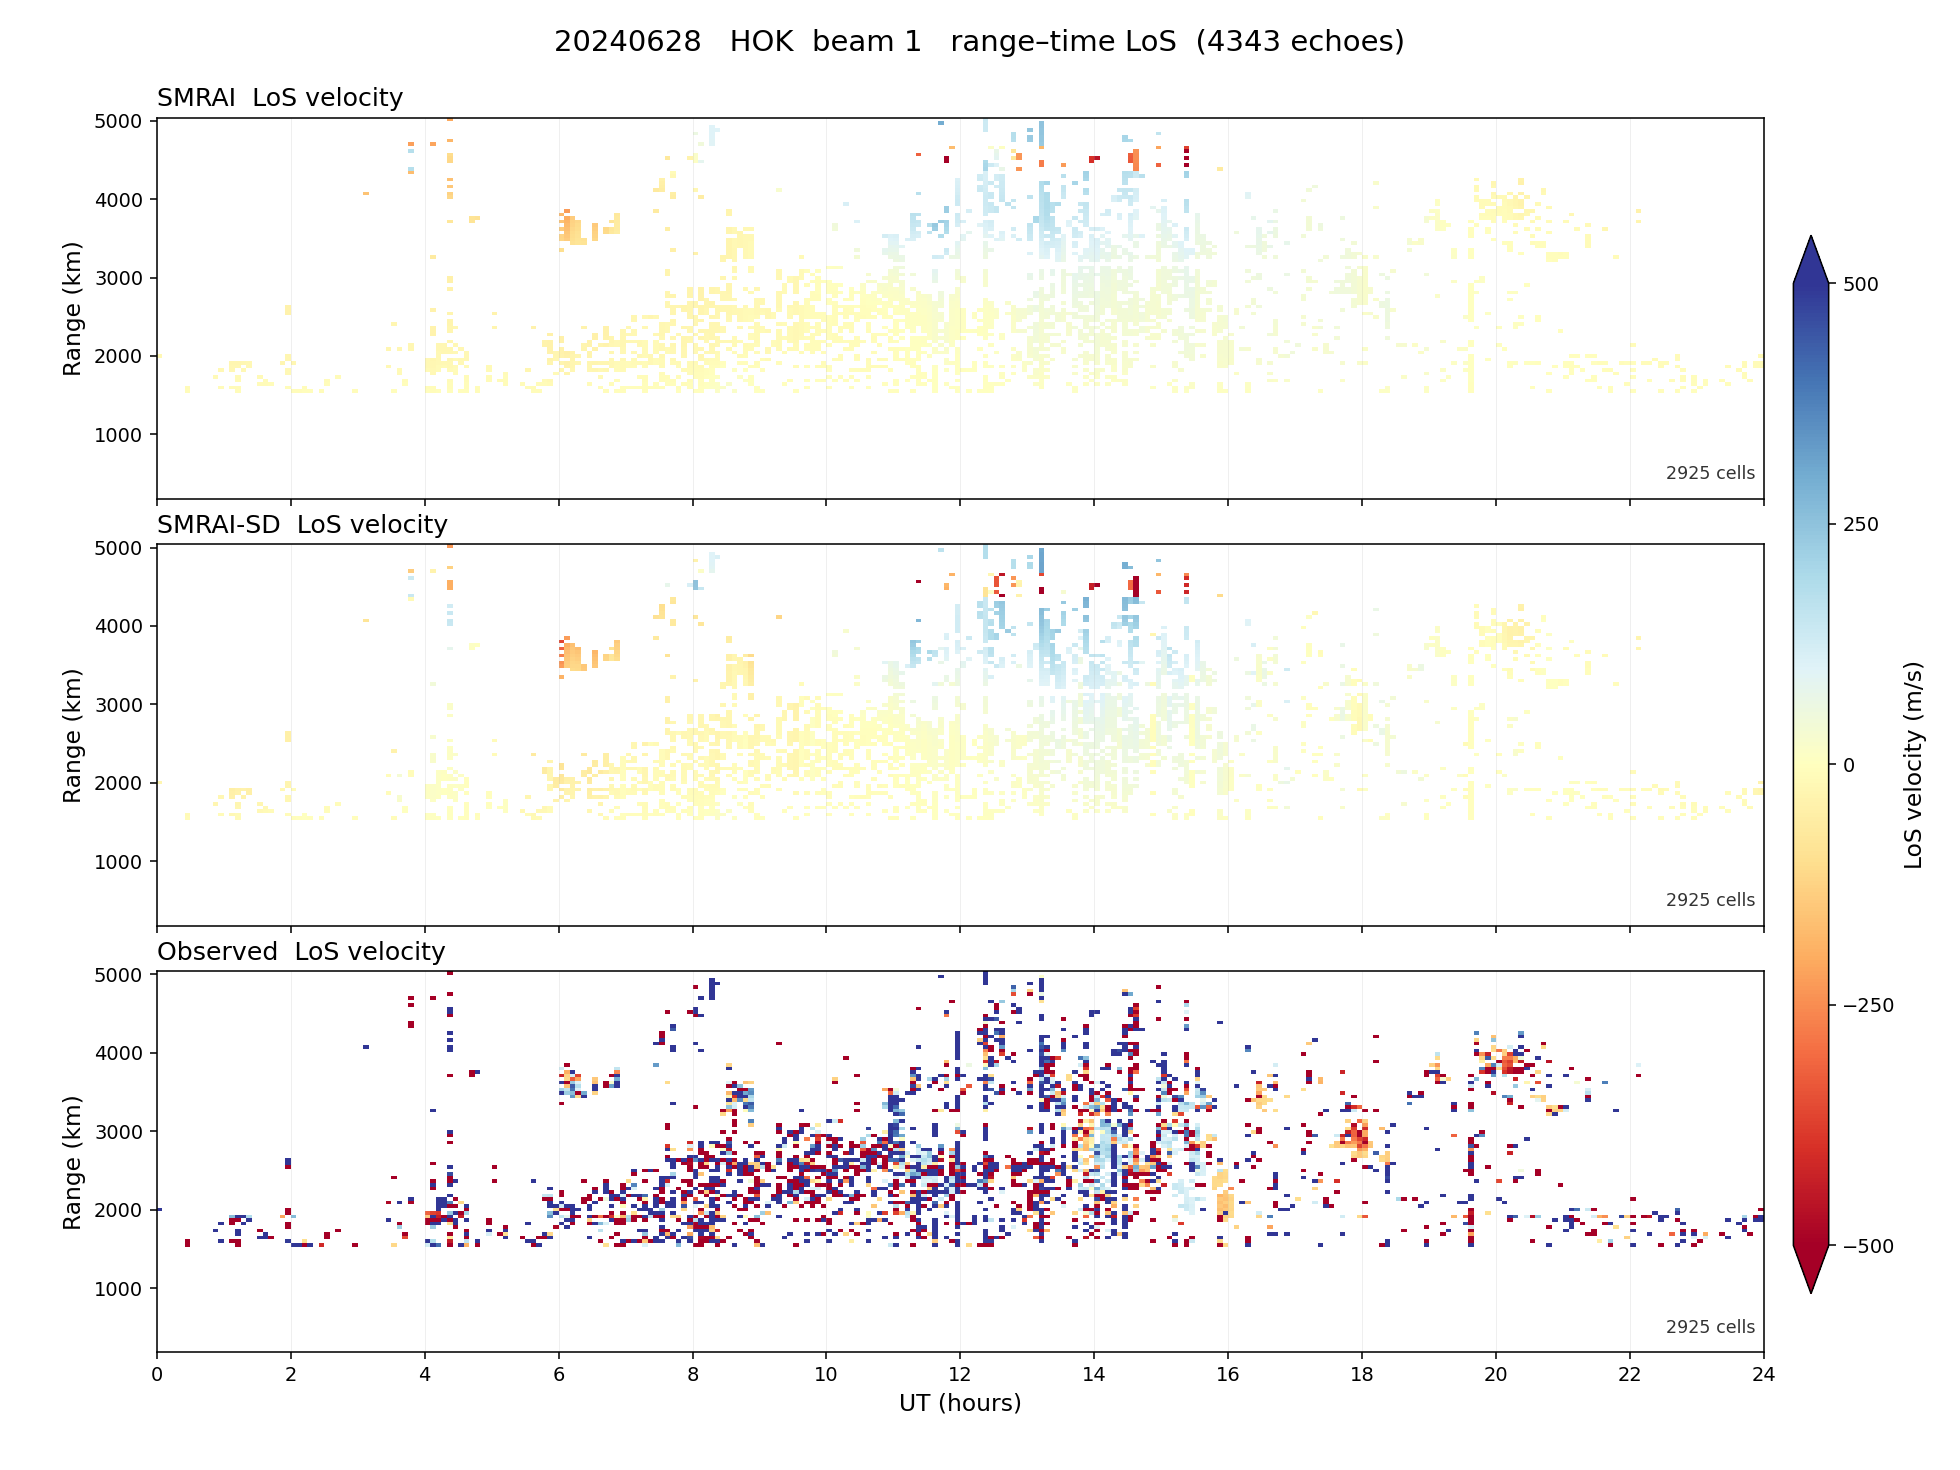 20240628   HOK  beam 1   range–time LoS  (4343 echoes)
SMRAI  LoS velocity
5000
4000
3000
2000
1000
Range (km)
2925 cells
SMRAI-SD  LoS velocity
5000
4000
3000
2000
1000
Range (km)
2925 cells
Observed  LoS velocity
5000
4000
3000
2000
1000
Range (km)
2925 cells
0 2 4 6 8 10 12 14 16 18 20 22 24
UT (hours)
500
250
0
−250
−500
LoS velocity (m/s)